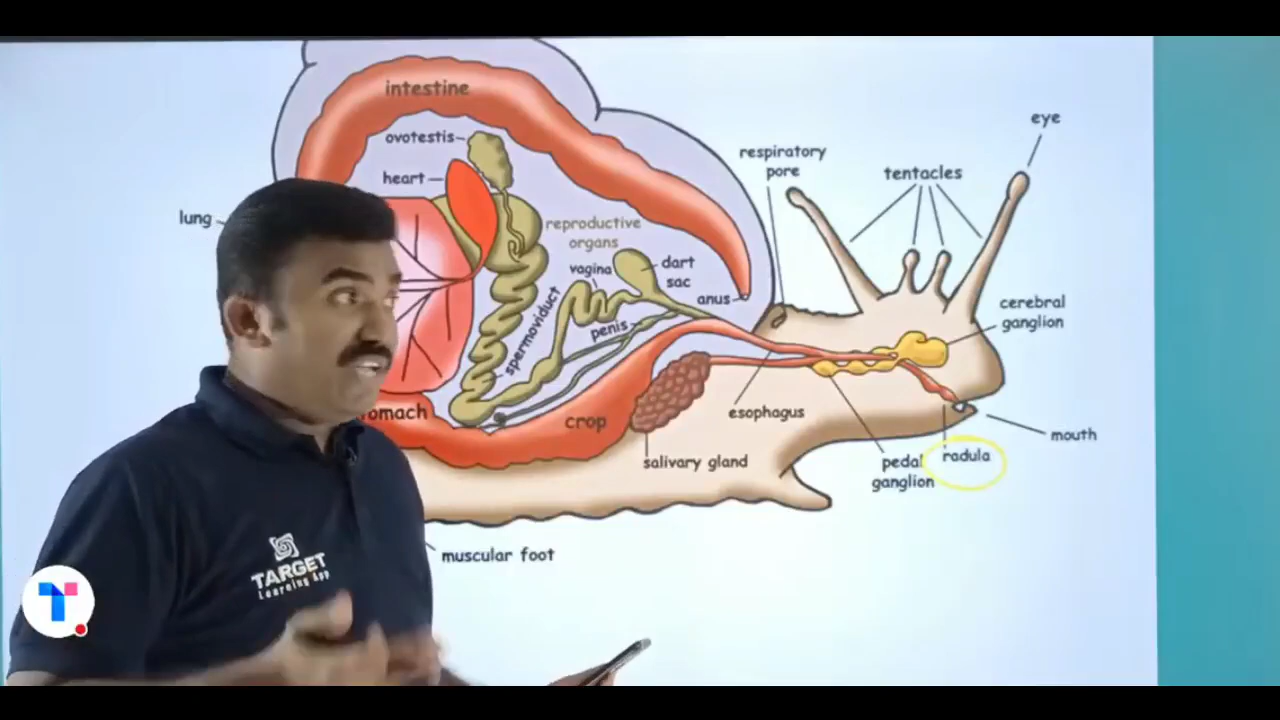 intestine
ovotestis
heart
lung
reproductive
organs
vagina
dart
sac
anus
penis
spermoviduct
respiratory
pore
tentacles
eye
cerebral
ganglion
omach
crop
esophagus
mouth
salivary gland
pedal
ganglion
radula
muscular foot
TARGET
Learning App